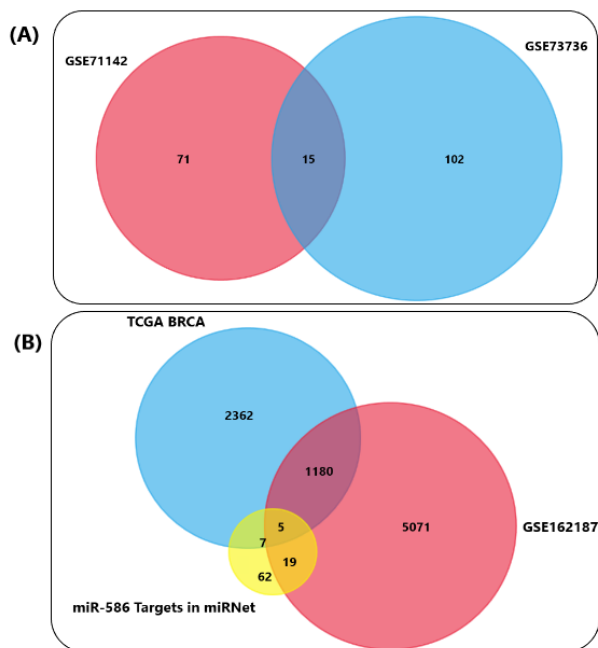 (A)
GSE73736
GSE71142
71
15
102
TCGA BRCA
(B)
2362
1180
5
5071
GSE162187
7
19
62
miR-586 Targets in miRNet